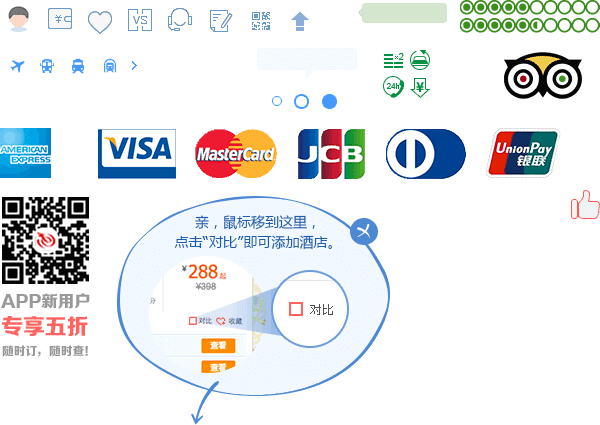 ¥C
VS
×2
24h
¥
AMERICAN
EXPRESS
VISA
MasterCard
JCB
UnionPay
银联
亲，鼠标移到这里，
点击“对比”即可添加酒店。
¥288起
¥398
分
对比 收藏
对比
查看
查看
APP新用户
专享五折
随时订，随时查!